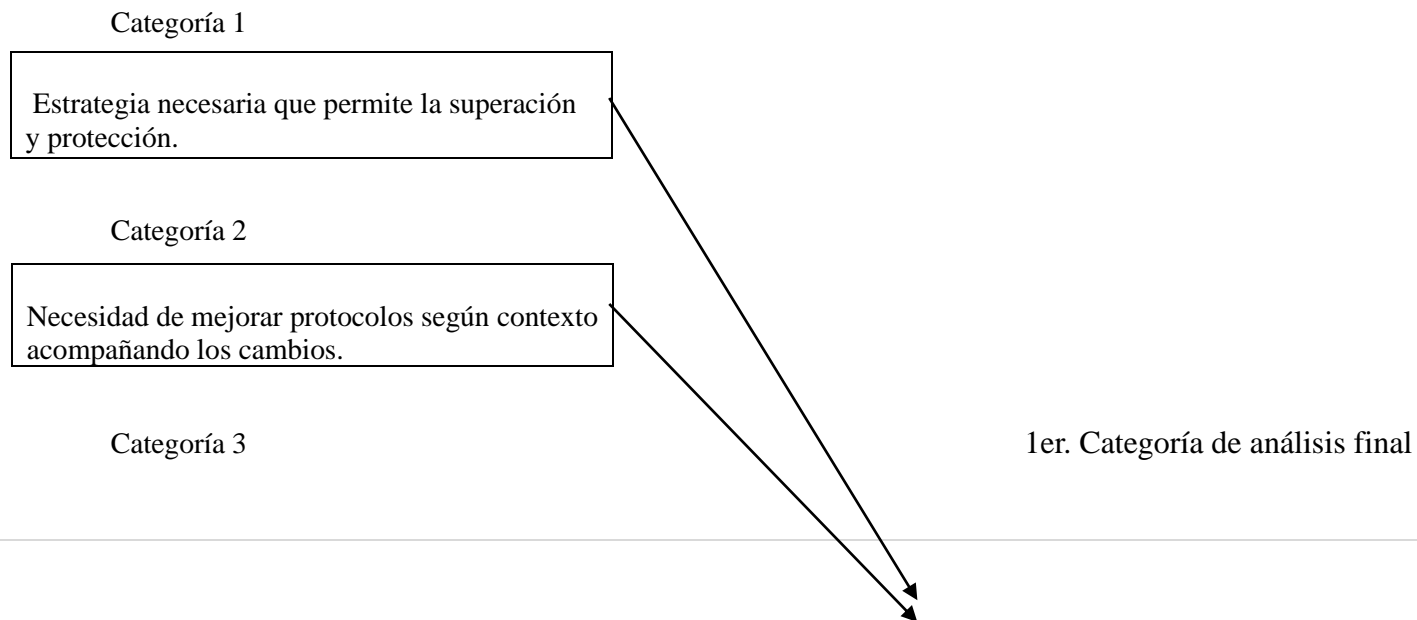 Categoría 1
Estrategia necesaria que permite la superación
y protección.
Categoría 2
Necesidad de mejorar protocolos según contexto
acompañando los cambios.
Categoría 3
1er. Categoría de análisis final